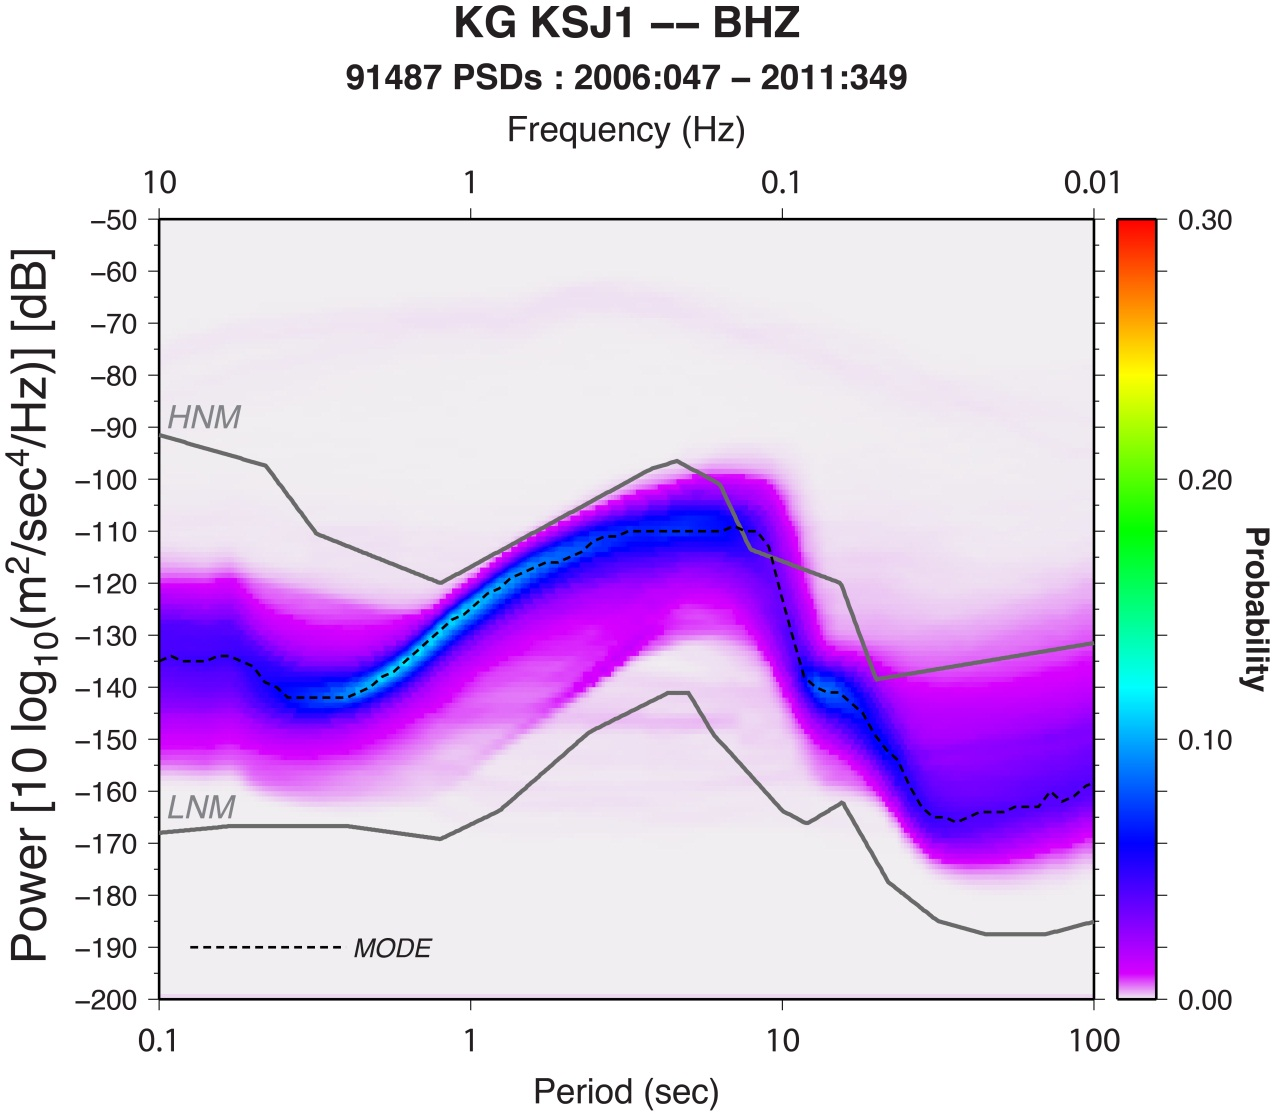 KG KSJ1 –– BHZ
91487 PSDs : 2006:047 – 2011:349
Frequency (Hz)
10 1 0.1 0.01
Power [10 log10(m2/sec4/Hz)] [dB]
−50
−60
−70
−80
−90
−100
−110
−120
−130
−140
−150
−160
−170
−180
−190
−200
HNM
LNM
MODE
0.1 1 10 100
Period (sec)
0.30
0.20
0.10
0.00
Probability